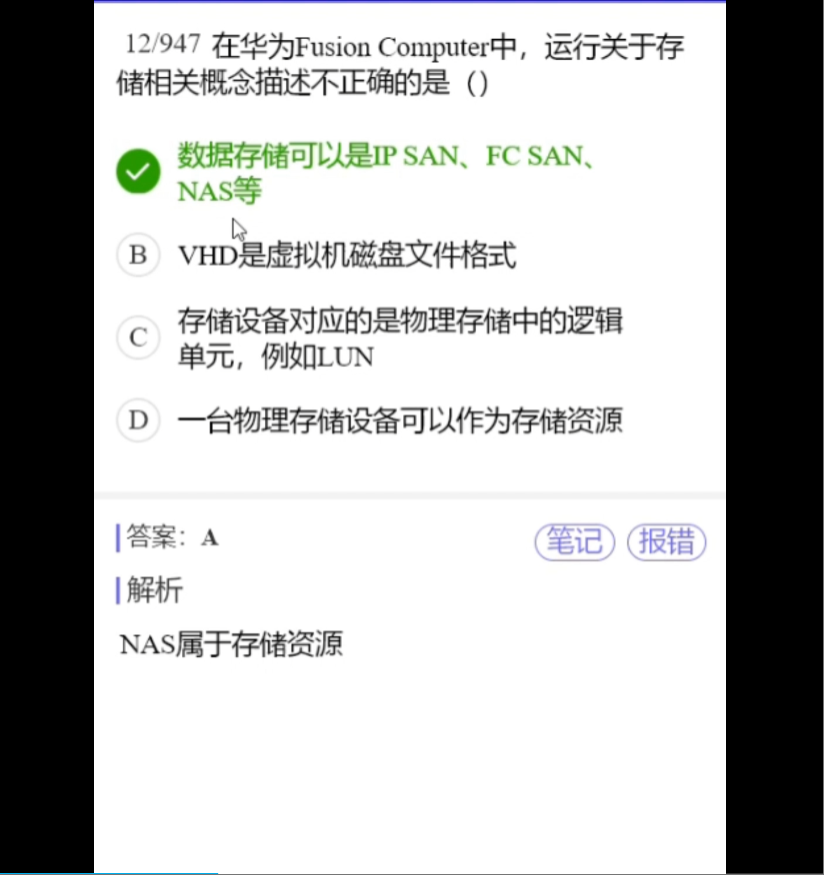 12/947 在华为Fusion Computer中，运行关于存
储相关概念描述不正确的是（）
数据存储可以是IP SAN、FC SAN、
NAS等
B VHD是虚拟机磁盘文件格式
C 存储设备对应的是物理存储中的逻辑
单元，例如LUN
D 一台物理存储设备可以作为存储资源
答案：A 笔记 报错
解析
NAS属于存储资源